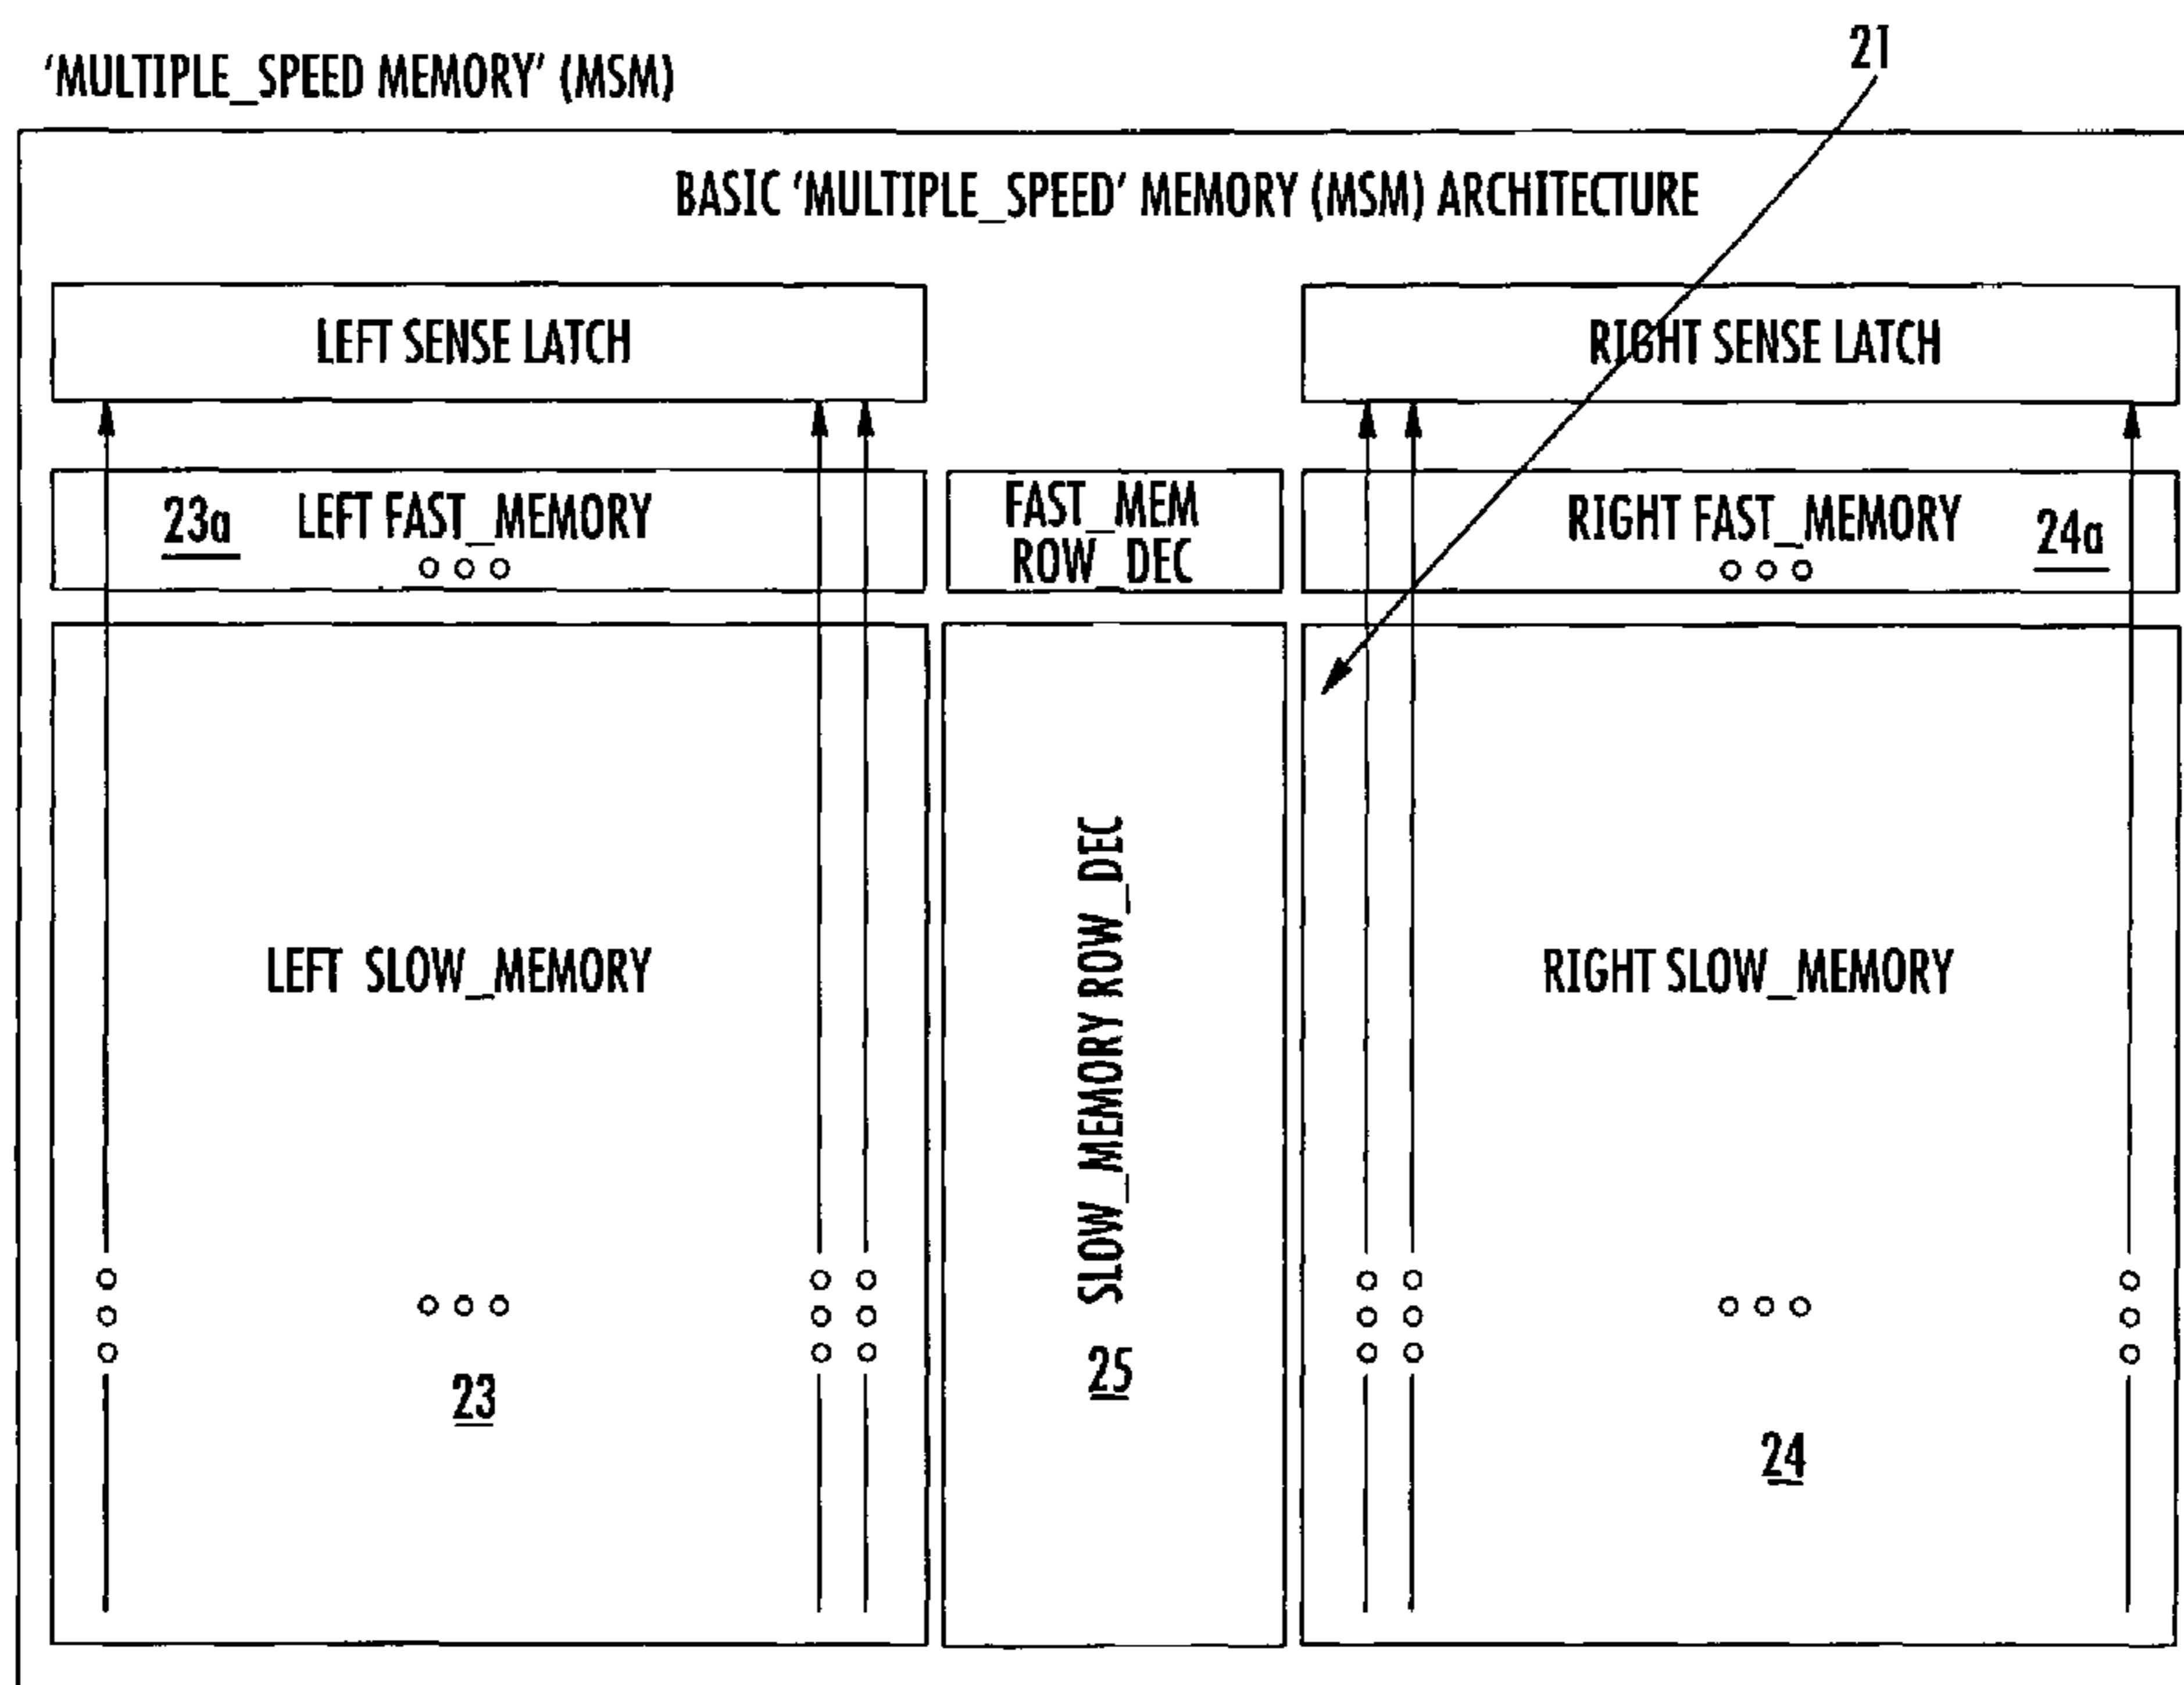 21
'MULTIPLE_SPEED MEMORY' (MSM)
BASIC 'MULTIPLE_SPEED' MEMORY (MSM) ARCHITECTURE
LEFT SENSE LATCH
RIGHT SENSE LATCH
23a LEFT FAST_MEMORY
FAST_MEM
ROW_DEC
RIGHT FAST_MEMORY 24a
LEFT SLOW_MEMORY
SLOW_MEMORY ROW_DEC
RIGHT SLOW_MEMORY
23
25
24